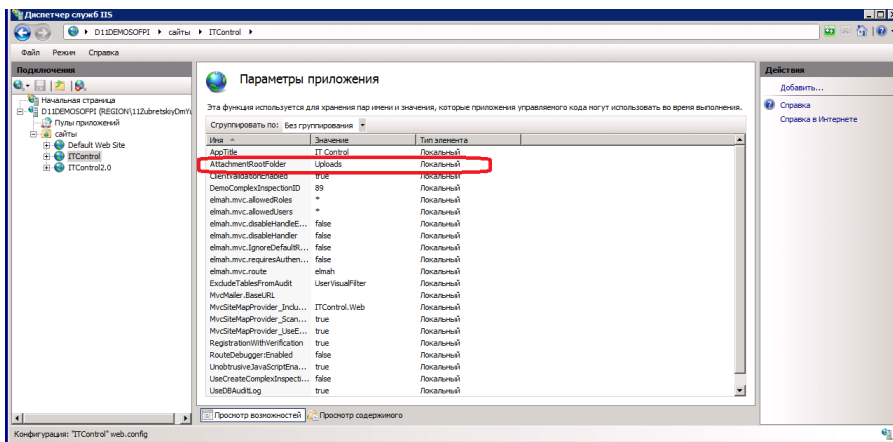 Диспетчер служб IIS
D11DEMOSOFPI ▸ сайты ▸ ITControl ▸
Файл Режим Справка
Подключения
Начальная страница
D11DEMOSOFPI (REGION\11ZubretskiyDmYu
Пулы приложений
сайты
Default Web Site
ITControl
ITControl2.0
Параметры приложения
Эта функция используется для хранения пар имени и значения, которые приложения управляемого кода могут использовать во время выполнения.
Сгруппировать по: Без группирования
Имя Значение Тип элемента
AppTitle IT Control Локальный
AttachmentRootFolder Uploads Локальный
ClientValidationEnabled true Локальный
DemoComplexInspectionID 89 Локальный
elmah.mvc.allowedRoles * Локальный
elmah.mvc.allowedUsers * Локальный
elmah.mvc.disableHandleE... false Локальный
elmah.mvc.disableHandler false Локальный
elmah.mvc.IgnoreDefaultR... false Локальный
elmah.mvc.requiresAuthen... false Локальный
elmah.mvc.route elmah Локальный
ExcludeTablesFromAudit UserVisualFilter Локальный
MvcMailer.BaseURL Локальный
MvcSiteMapProvider_Inclu... ITControl.Web Локальный
MvcSiteMapProvider_Scan... true Локальный
MvcSiteMapProvider_UseE... true Локальный
RegistrationWithVerification true Локальный
RouteDebugger:Enabled false Локальный
UnobtrusiveJavaScriptEna... true Локальный
UseCreateComplexInspecti... false Локальный
UseDBAuditLog true Локальный
Просмотр возможностей Просмотр содержимого
Действия
Добавить...
Справка
Справка в Интернете
Конфигурация: "ITControl" web.config